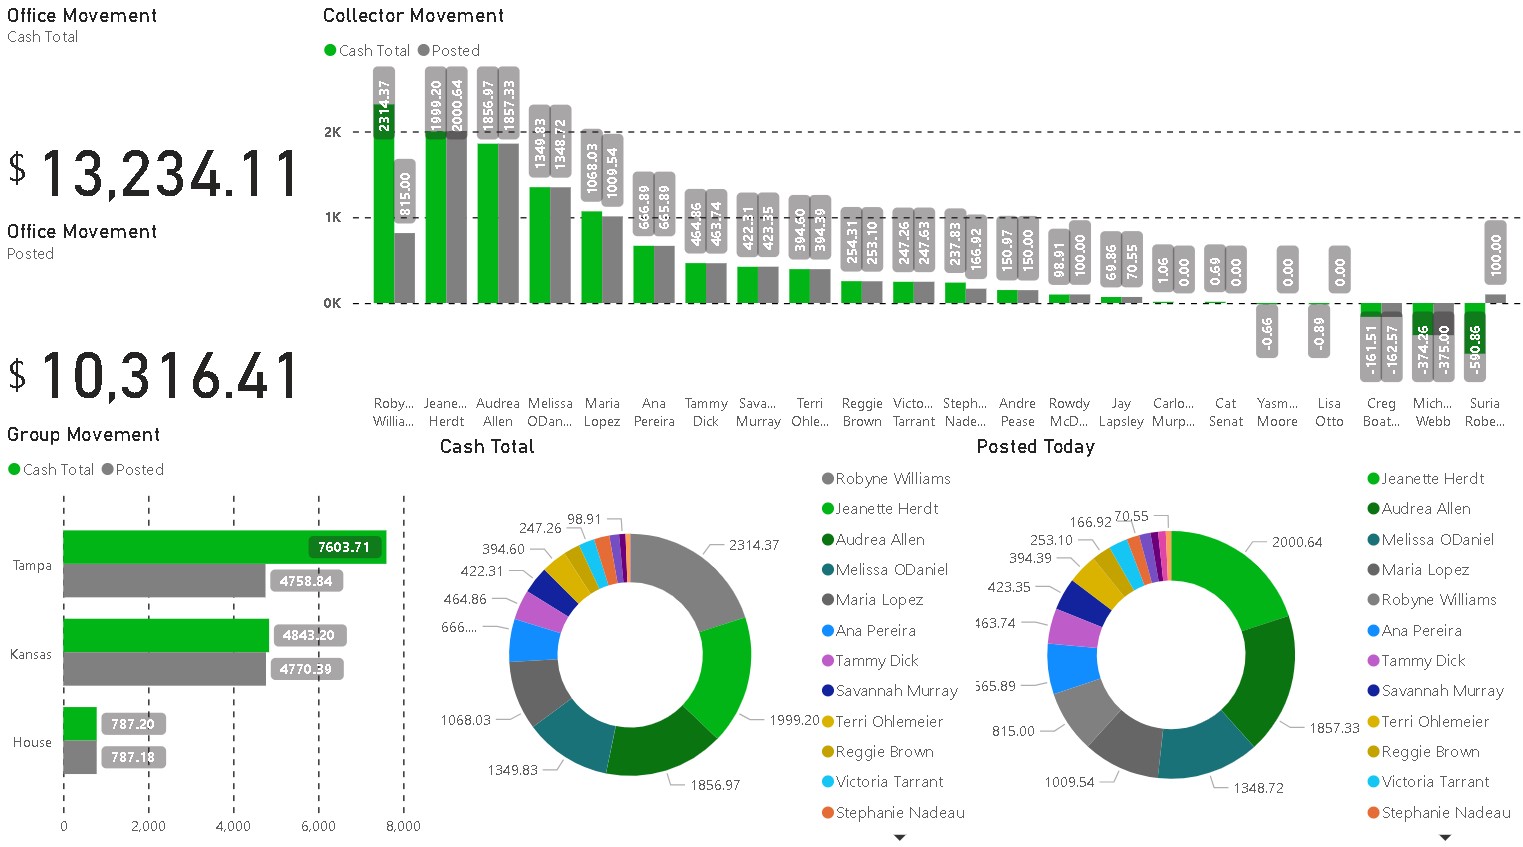 Office Movement
Cash Total
$ 13,234.11
Office Movement
Posted
$ 10,316.41
Collector Movement
Cash Total Posted
2K
1K
0K
2314.37 815.00
1999.20 2000.64
1856.97 1857.33
1349.83 1348.72
1068.03 1009.54
666.89 665.89
464.86 463.74
422.31 423.35
394.60 394.39
254.31 253.10
247.26 247.63
237.83 166.92
150.97 150.00
98.91 100.00
69.86 70.55
1.06 0.00
0.69 0.00
-0.66 0.00
-0.89 0.00
-161.51 -162.57
-374.26 -375.00
-590.86 100.00
Roby... Jeane... Audrea Melissa Maria Ana Tammy Sava... Terri Reggie Victo... Steph... Andre Rowdy Jay Carlo... Cat Yasm... Lisa Creg Mich... Suria
Willia... Herdt Allen ODan... Lopez Pereira Dick Murray Ohle... Brown Tarrant Nade... Pease McD... Lapsley Murp... Senat Moore Otto Boat... Webb Robe...
Group Movement
Cash Total Posted
Tampa
7603.71
4758.84
Kansas
4843.20
4770.39
House
787.20
787.18
0 2,000 4,000 6,000 8,000
Cash Total
98.91
247.26
394.60
422.31
464.86
666....
1068.03
1349.83
1856.97
1999.20
2314.37
Robyne Williams
Jeanette Herdt
Audrea Allen
Melissa ODaniel
Maria Lopez
Ana Pereira
Tammy Dick
Savannah Murray
Terri Ohlemeier
Reggie Brown
Victoria Tarrant
Stephanie Nadeau
Posted Today
70.55
166.92
253.10
394.39
423.35
163.74
565.89
815.00
1009.54
1348.72
1857.33
2000.64
Jeanette Herdt
Audrea Allen
Melissa ODaniel
Maria Lopez
Robyne Williams
Ana Pereira
Tammy Dick
Savannah Murray
Terri Ohlemeier
Reggie Brown
Victoria Tarrant
Stephanie Nadeau